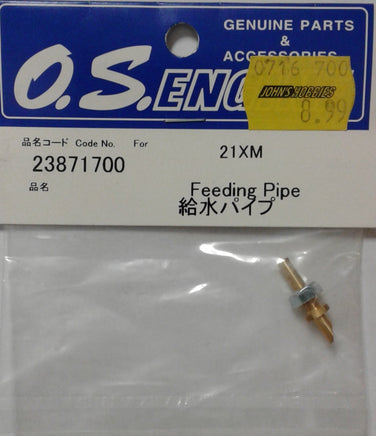 GENUINE PARTS
&
ACCESSORIES
O.S.ENG
0716 700
JOHN'S HOBBIES
8.99
品名コード Code No. For
23871700 21XM
品名 Feeding Pipe
給水パイプ